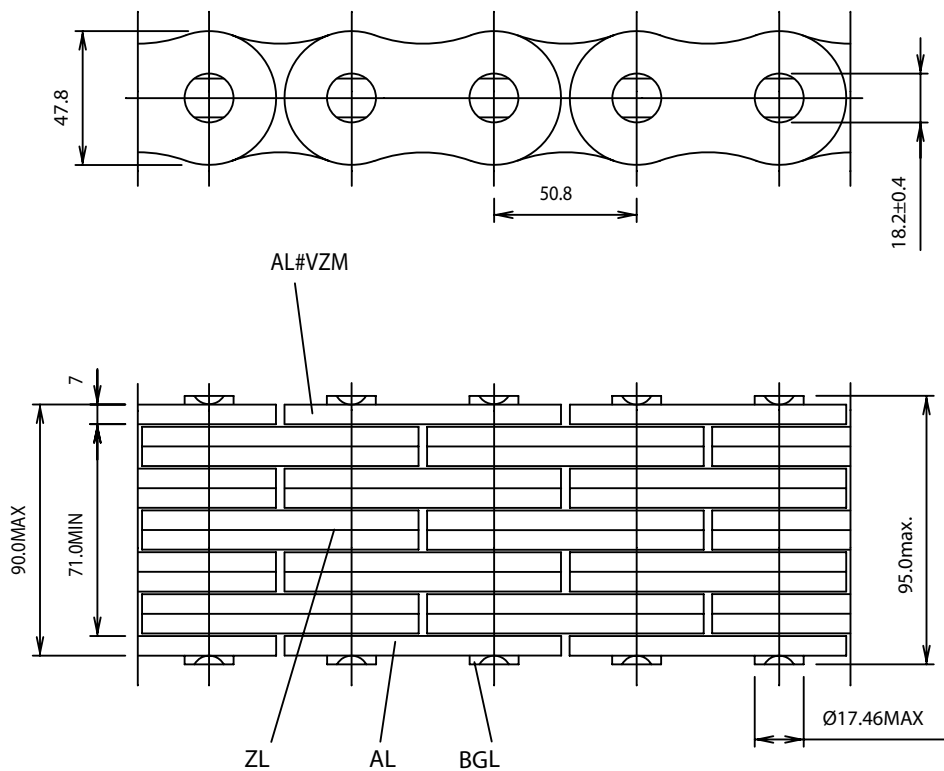 47.8
50.8
18.2±0.4
AL#VZM
7
90.0MAX
71.0MIN
95.0max.
Ø17.46MAX
ZL
AL
BGL